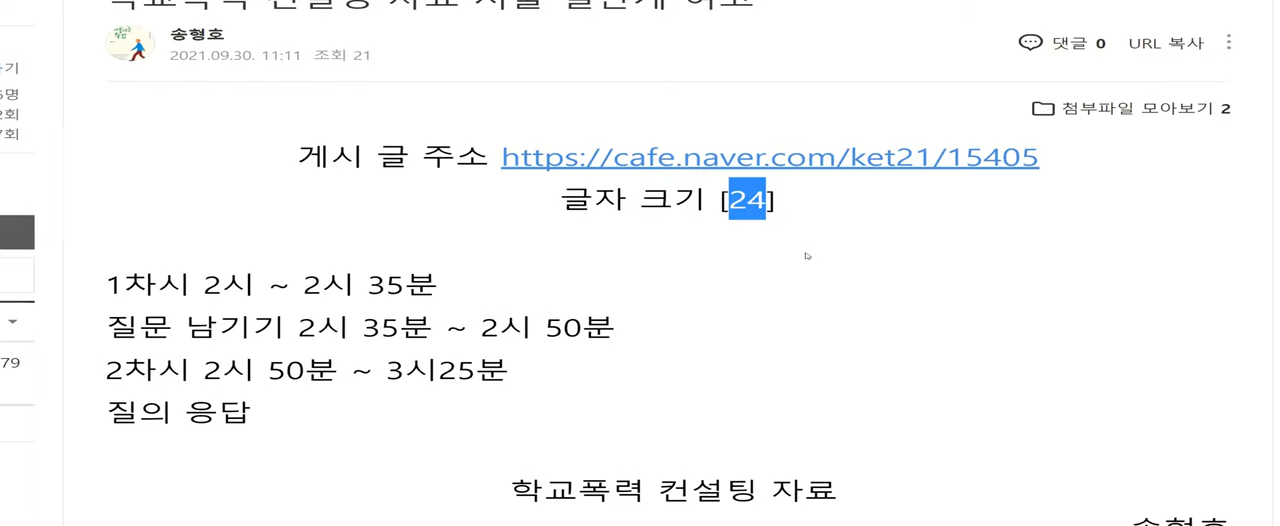 송형호
2021.09.30. 11:11 조회 21
댓글 0 URL 복사
첨부파일 모아보기 2
게시 글 주소 https://cafe.naver.com/ket21/15405
글자 크기 [24]
1차시 2시 ~ 2시 35분
질문 남기기 2시 35분 ~ 2시 50분
2차시 2시 50분 ~ 3시25분
질의 응답
79
학교폭력 컨설팅 자료